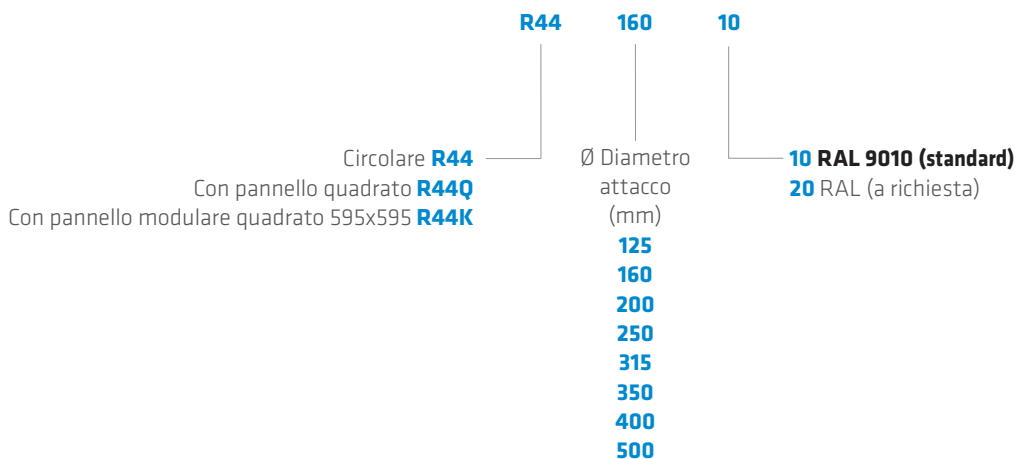 R44 160 10
Circolare R44
Con pannello quadrato R44Q
Con pannello modulare quadrato 595x595 R44K
Ø Diametro
attacco
(mm)
125
160
200
250
315
350
400
500
10 RAL 9010 (standard)
20 RAL (a richiesta)